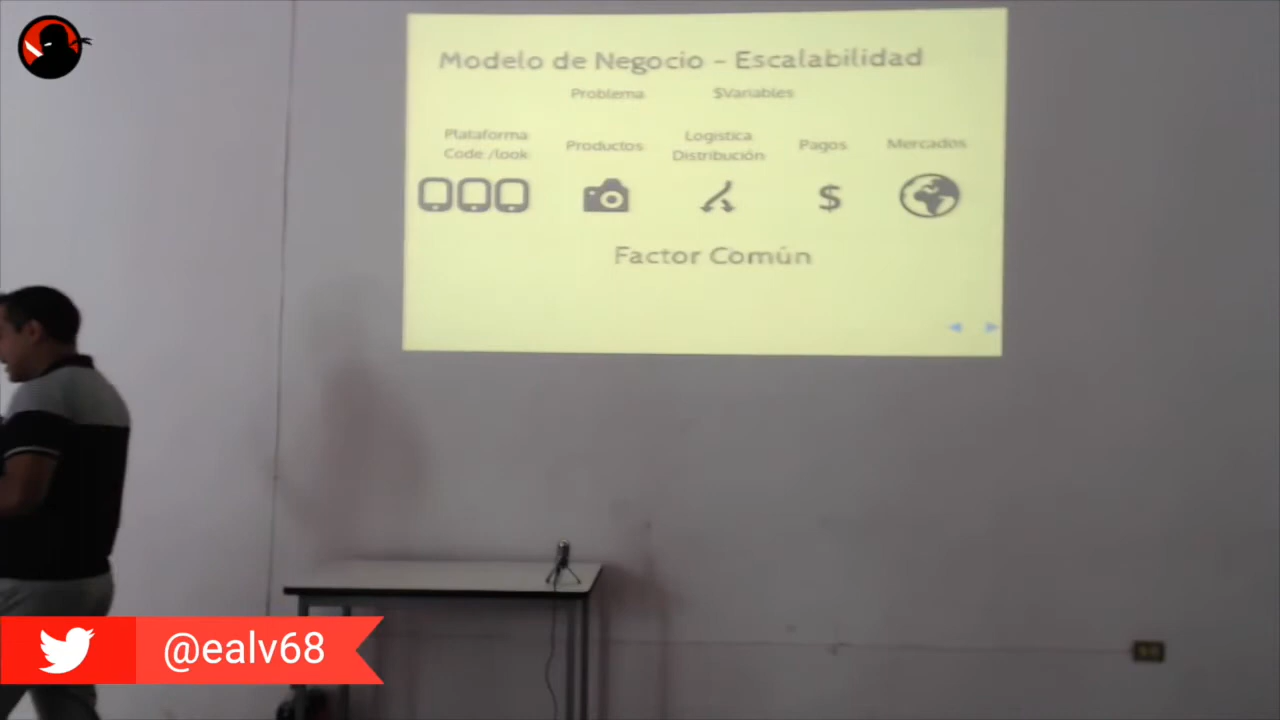 Modelo de Negocio - Escalabilidad
Problema $Variables
Plataforma
Code /look
Productos
Logistica
Distribución
Pagos
Mercados
$
Factor Común
@ealv68